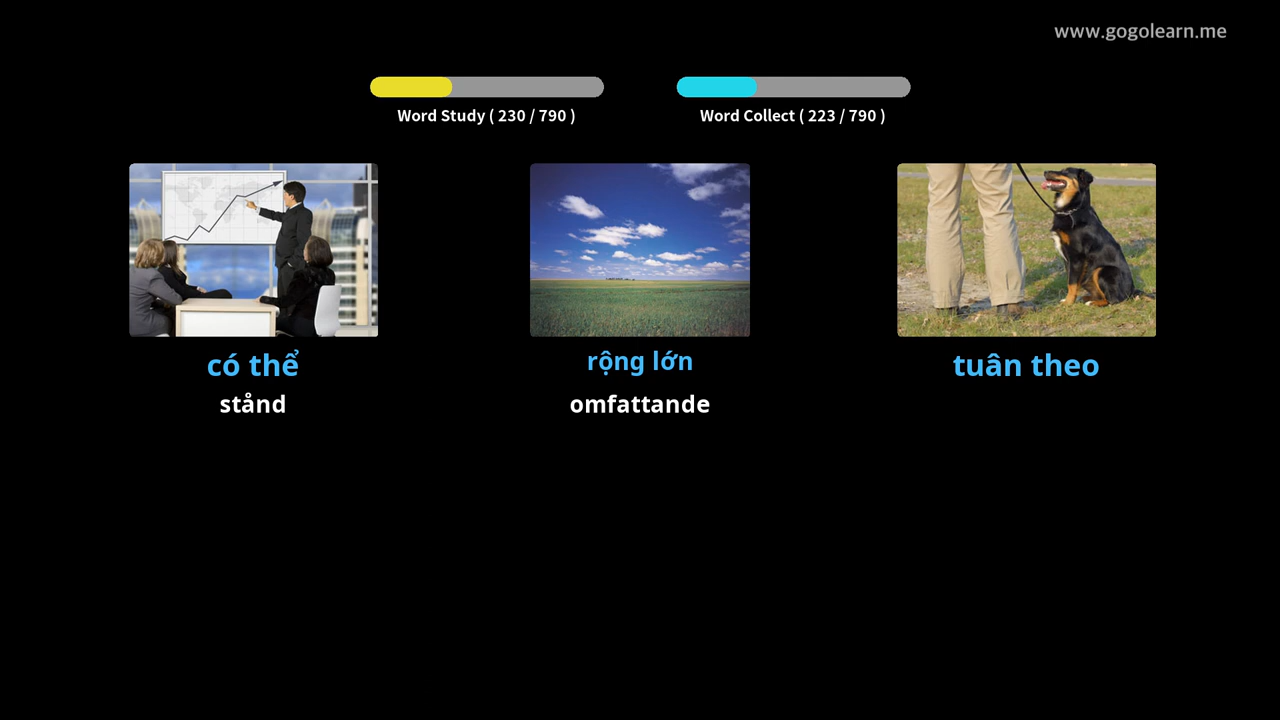 www.gogolearn.me
Word Study ( 230 / 790 )
Word Collect ( 223 / 790 )
có thể
rộng lớn
tuân theo
stånd
omfattande